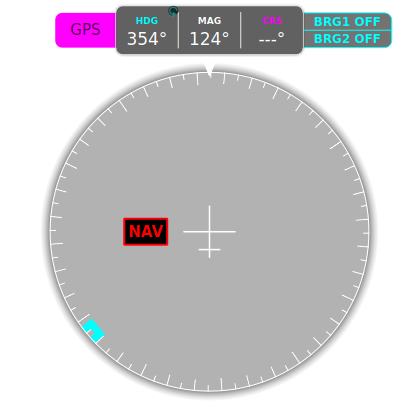 GPS
HDG
354°
MAG
124°
CRS
---°
BRG1 OFF
BRG2 OFF
NAV